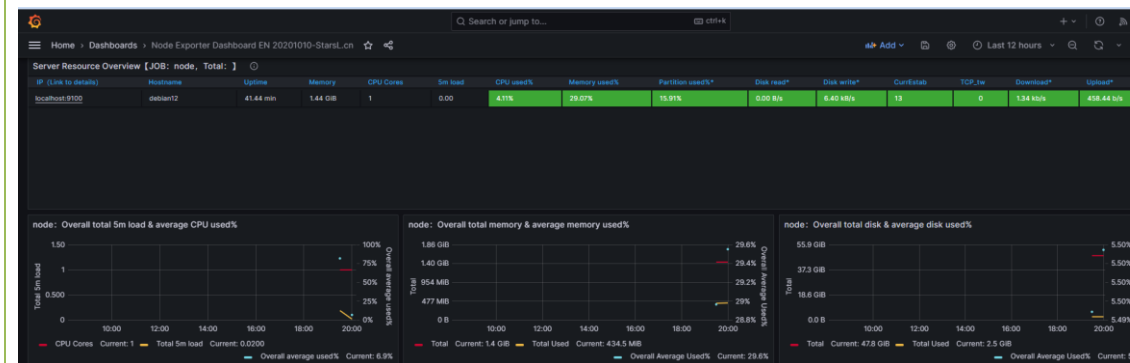 Search or jump to... ctrl+k
Home › Dashboards › Node Exporter Dashboard EN 20201010-StarsL.cn Add Last 12 hours
Server Resource Overview【JOB: node, Total: 】
IP (Link to details) Hostname Uptime Memory CPU Cores 5m load CPU used% Memory used% Partition used%* Disk read* Disk write* CurrEstab TCP_tw Download* Upload*
localhost:9100 debian12 41.44 min 1.44 GiB 1 0.00 4.11% 29.07% 15.91% 0.00 B/s 6.40 kB/s 13 0 1.34 kb/s 458.44 b/s
node: Overall total 5m load & average CPU used%
1.50
1
0.500
0
Total 5m load
100%
75%
50%
25%
0%
Overall average used%
10:00 12:00 14:00 16:00 18:00 20:00
CPU Cores Current: 1 Total 5m load Current: 0.0200
Overall average used% Current: 6.9%
node: Overall total memory & average memory used%
1.86 GiB
1.40 GiB
954 MiB
477 MiB
0 B
Total
29.6%
29.4%
29.2%
29%
28.8%
Overall Average Used%
10:00 12:00 14:00 16:00 18:00 20:00
Total Current: 1.4 GiB Total Used Current: 434.5 MiB
Overall Average Used% Current: 29.6%
node: Overall total disk & average disk used%
55.9 GiB
37.3 GiB
18.6 GiB
0.0 B
Total
5.50%
5.50%
5.50%
5.50%
5.49%
10:00 12:00 14:00 16:00 18:00 20:00
Total Current: 47.8 GiB Total Used Current: 2.5 GiB
Overall Average Used% Current: